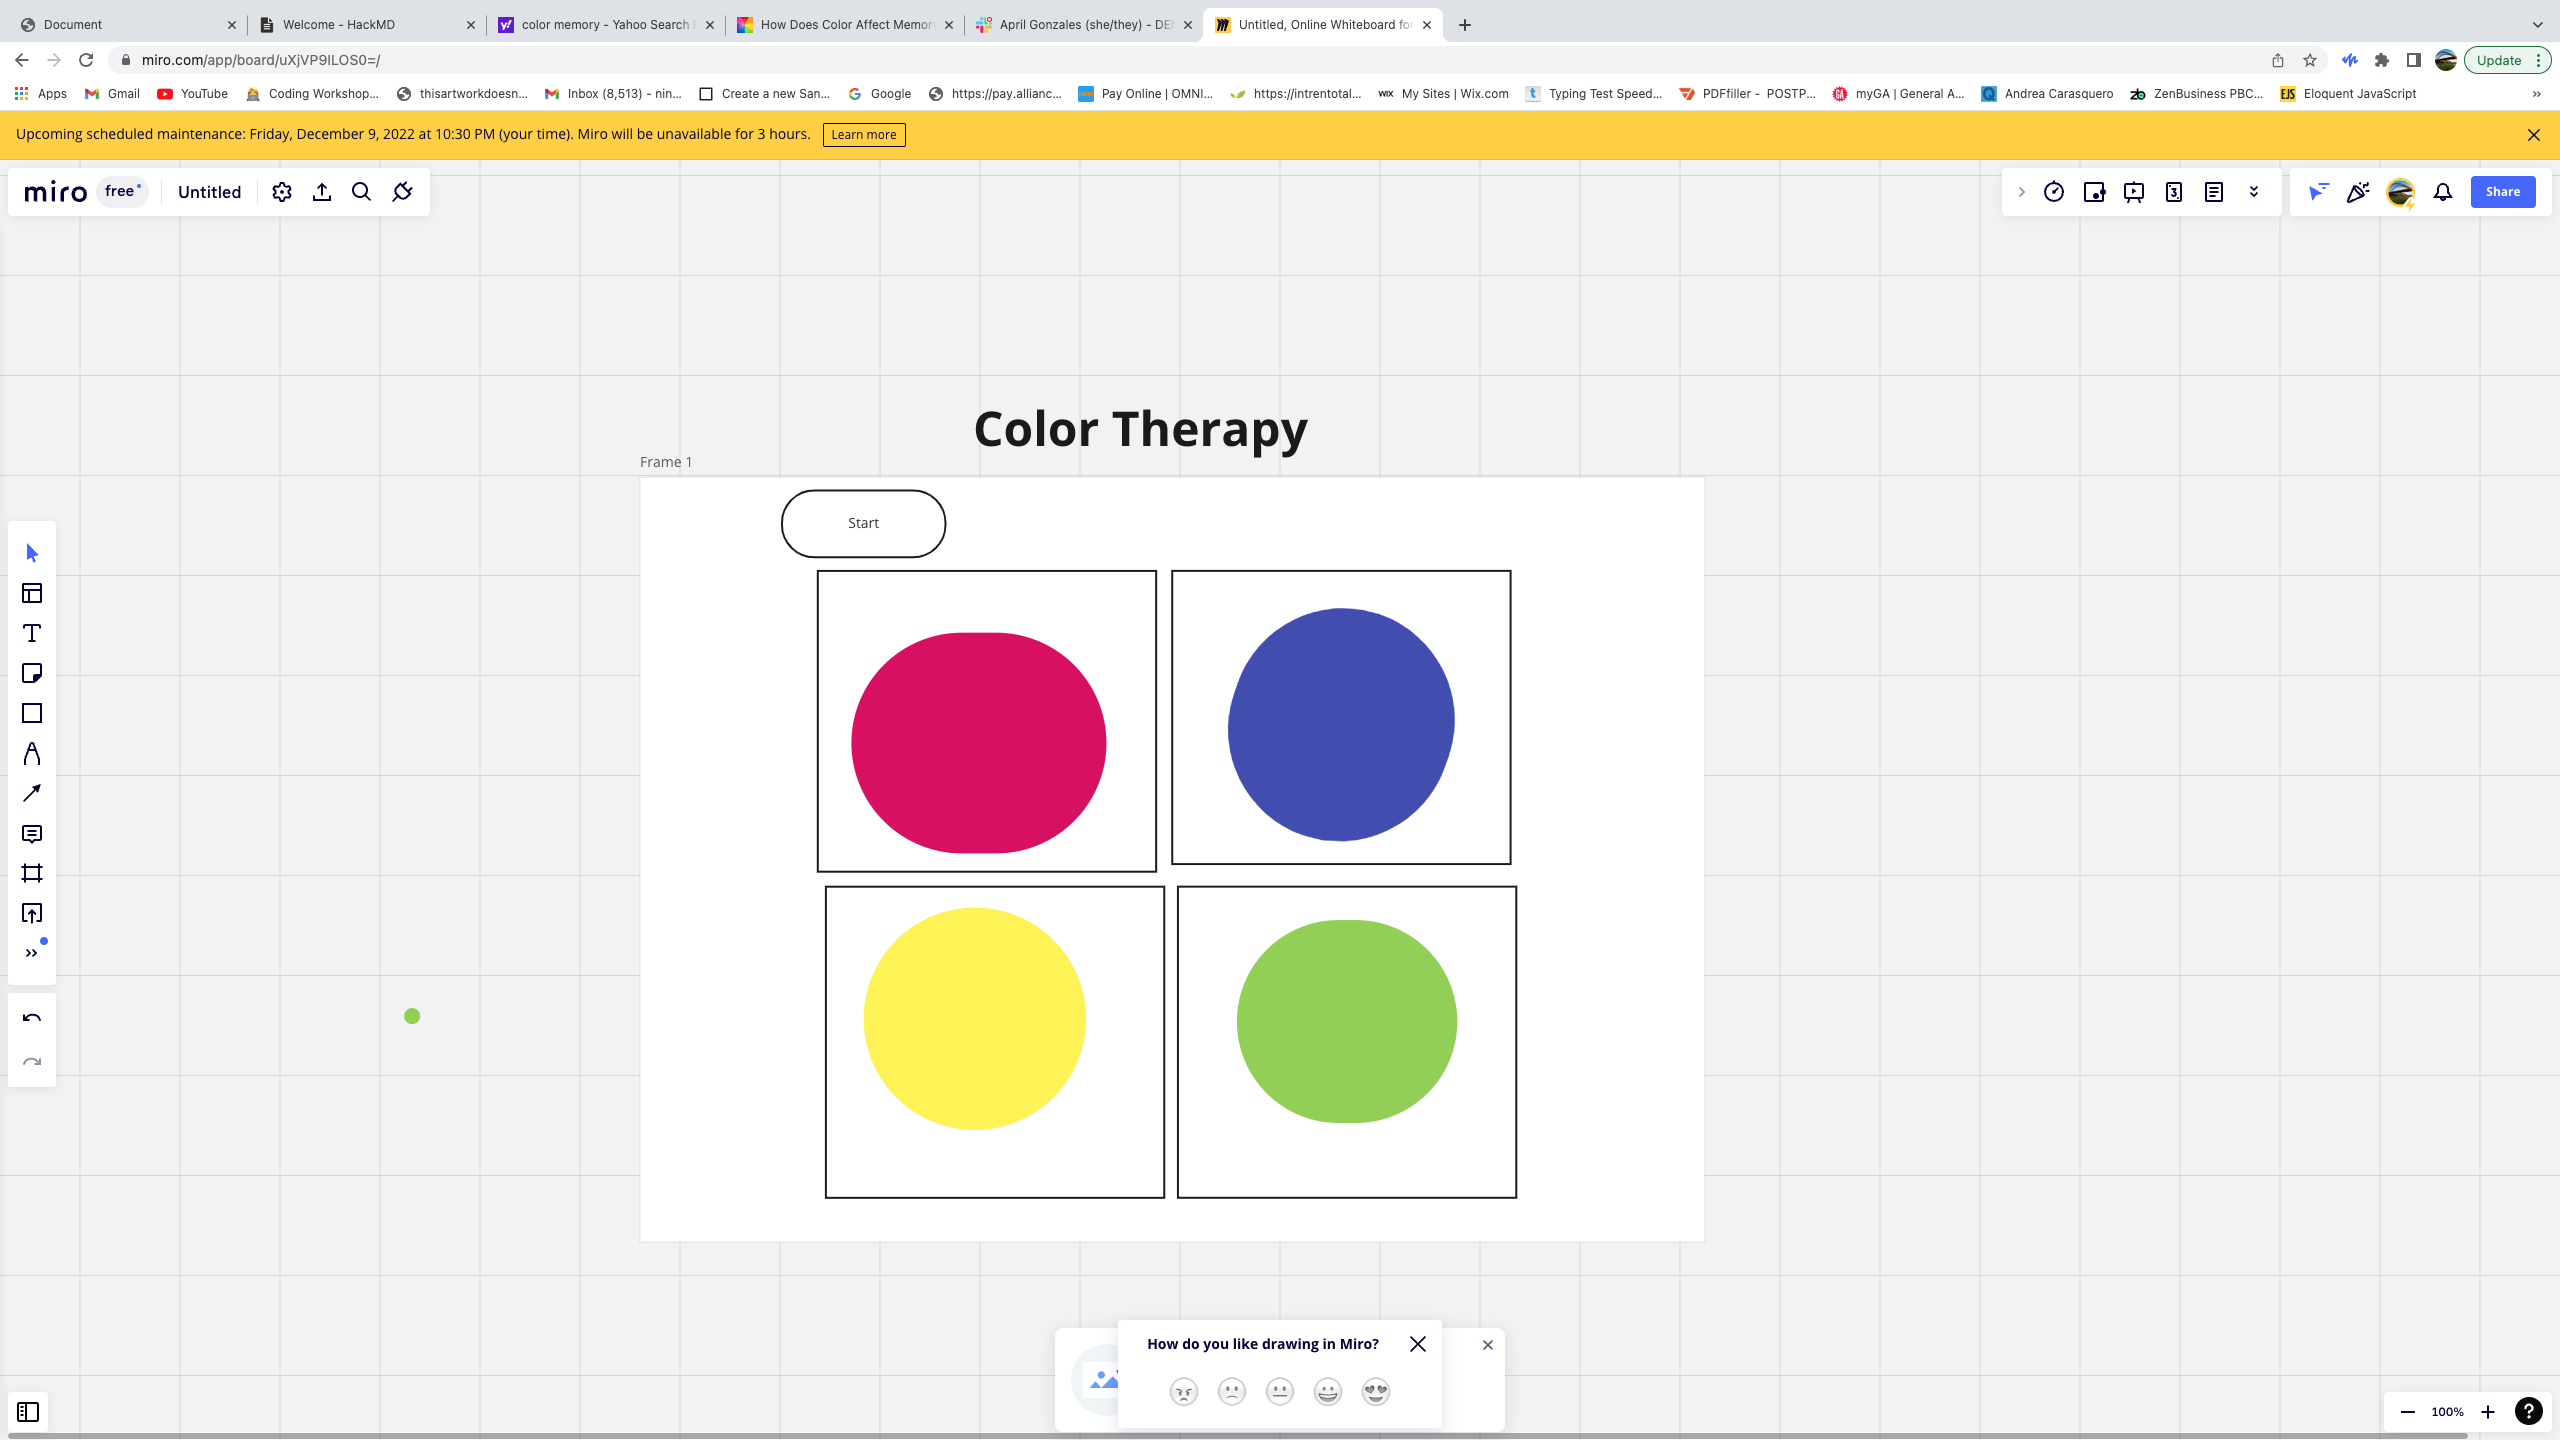 Document
Welcome - HackMD
color memory - Yahoo Search
How Does Color Affect Memor
April Gonzales (she/they) - DE
Untitled, Online Whiteboard for
miro.com/app/board/uXjVP9ILOS0=/
Update
Apps
Gmail
YouTube
Coding Workshop...
thisartworkdoesn...
Inbox (8,513) - nin...
Create a new San...
Google
https://pay.allianc...
Pay Online | OMNI...
https://intrentotal...
WIX My Sites | Wix.com
Typing Test Speed...
PDFfiller - POSTP...
myGA | General A...
Andrea Carasquero
ZenBusiness PBC...
EJS Eloquent JavaScript
Upcoming scheduled maintenance: Friday, December 9, 2022 at 10:30 PM (your time). Miro will be unavailable for 3 hours. Learn more
miro free Untitled
Share
Color Therapy
Frame 1
Start
How do you like drawing in Miro?
100%